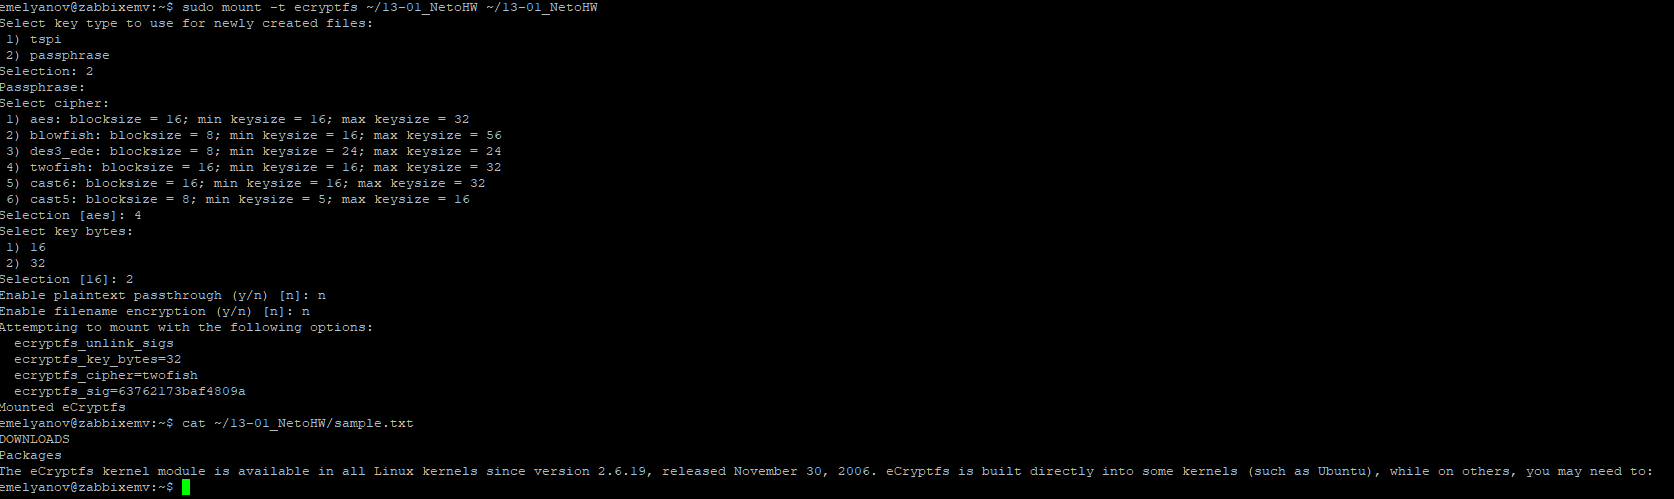 emelyanov@zabbixemv:~$ sudo mount -t ecryptfs ~/13-01_NetoHW ~/13-01_NetoHW
Select key type to use for newly created files:
 1) tspi
 2) passphrase
Selection: 2
Passphrase:
Select cipher:
 1) aes: blocksize = 16; min keysize = 16; max keysize = 32
 2) blowfish: blocksize = 8; min keysize = 16; max keysize = 56
 3) des3_ede: blocksize = 8; min keysize = 24; max keysize = 24
 4) twofish: blocksize = 16; min keysize = 16; max keysize = 32
 5) cast6: blocksize = 16; min keysize = 16; max keysize = 32
 6) cast5: blocksize = 8; min keysize = 5; max keysize = 16
Selection [aes]: 4
Select key bytes:
 1) 16
 2) 32
Selection [16]: 2
Enable plaintext passthrough (y/n) [n]: n
Enable filename encryption (y/n) [n]: n
Attempting to mount with the following options:
  ecryptfs_unlink_sigs
  ecryptfs_key_bytes=32
  ecryptfs_cipher=twofish
  ecryptfs_sig=63762173baf4809a
Mounted eCryptfs
emelyanov@zabbixemv:~$ cat ~/13-01_NetoHW/sample.txt
DOWNLOADS
Packages
The eCryptfs kernel module is available in all Linux kernels since version 2.6.19, released November 30, 2006. eCryptfs is built directly into some kernels (such as Ubuntu), while on others, you may need to:
emelyanov@zabbixemv:~$